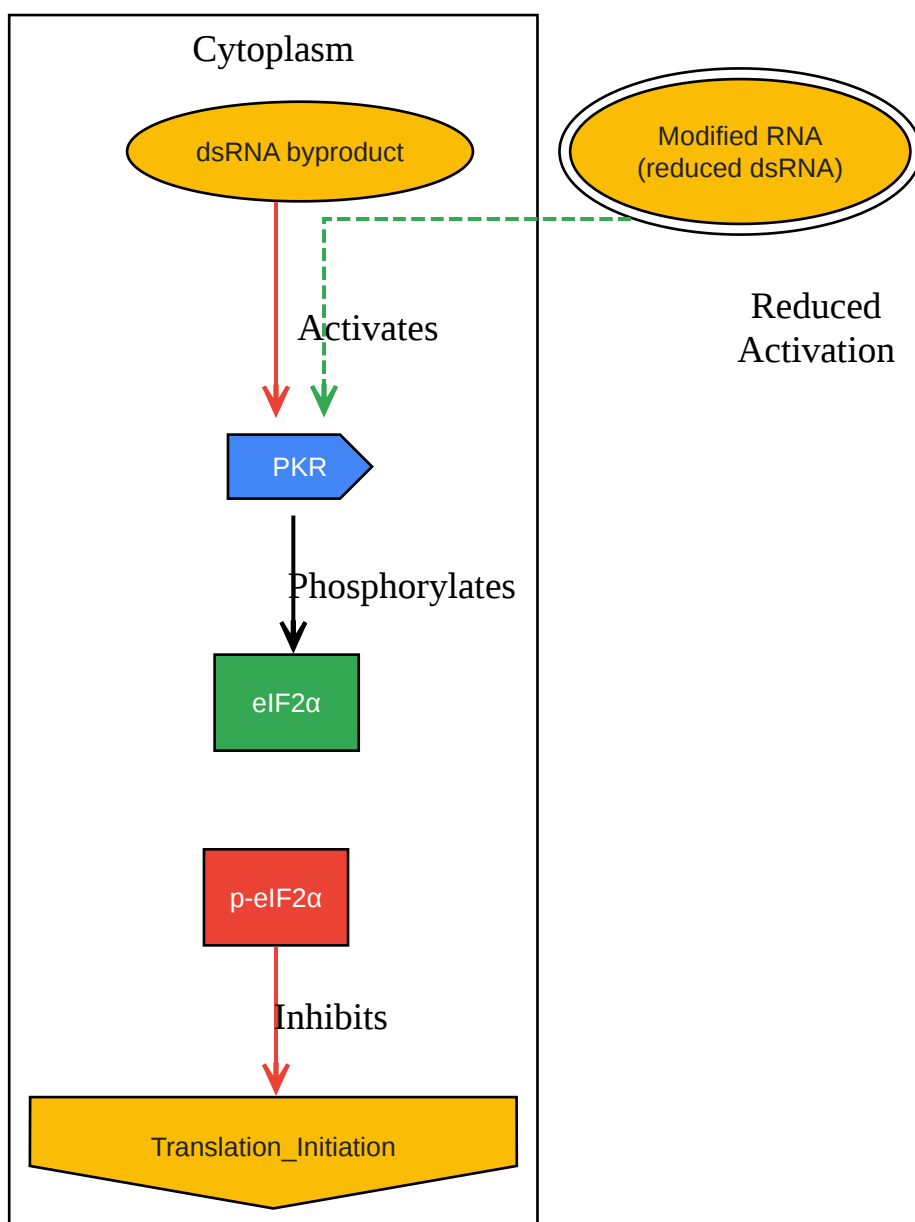 Cytoplasm
dsRNA byproduct
Modified RNA
(reduced dsRNA)
Activates
Reduced
Activation
PKR
Phosphorylates
eIF2α
p-eIF2α
Inhibits
Translation_Initiation